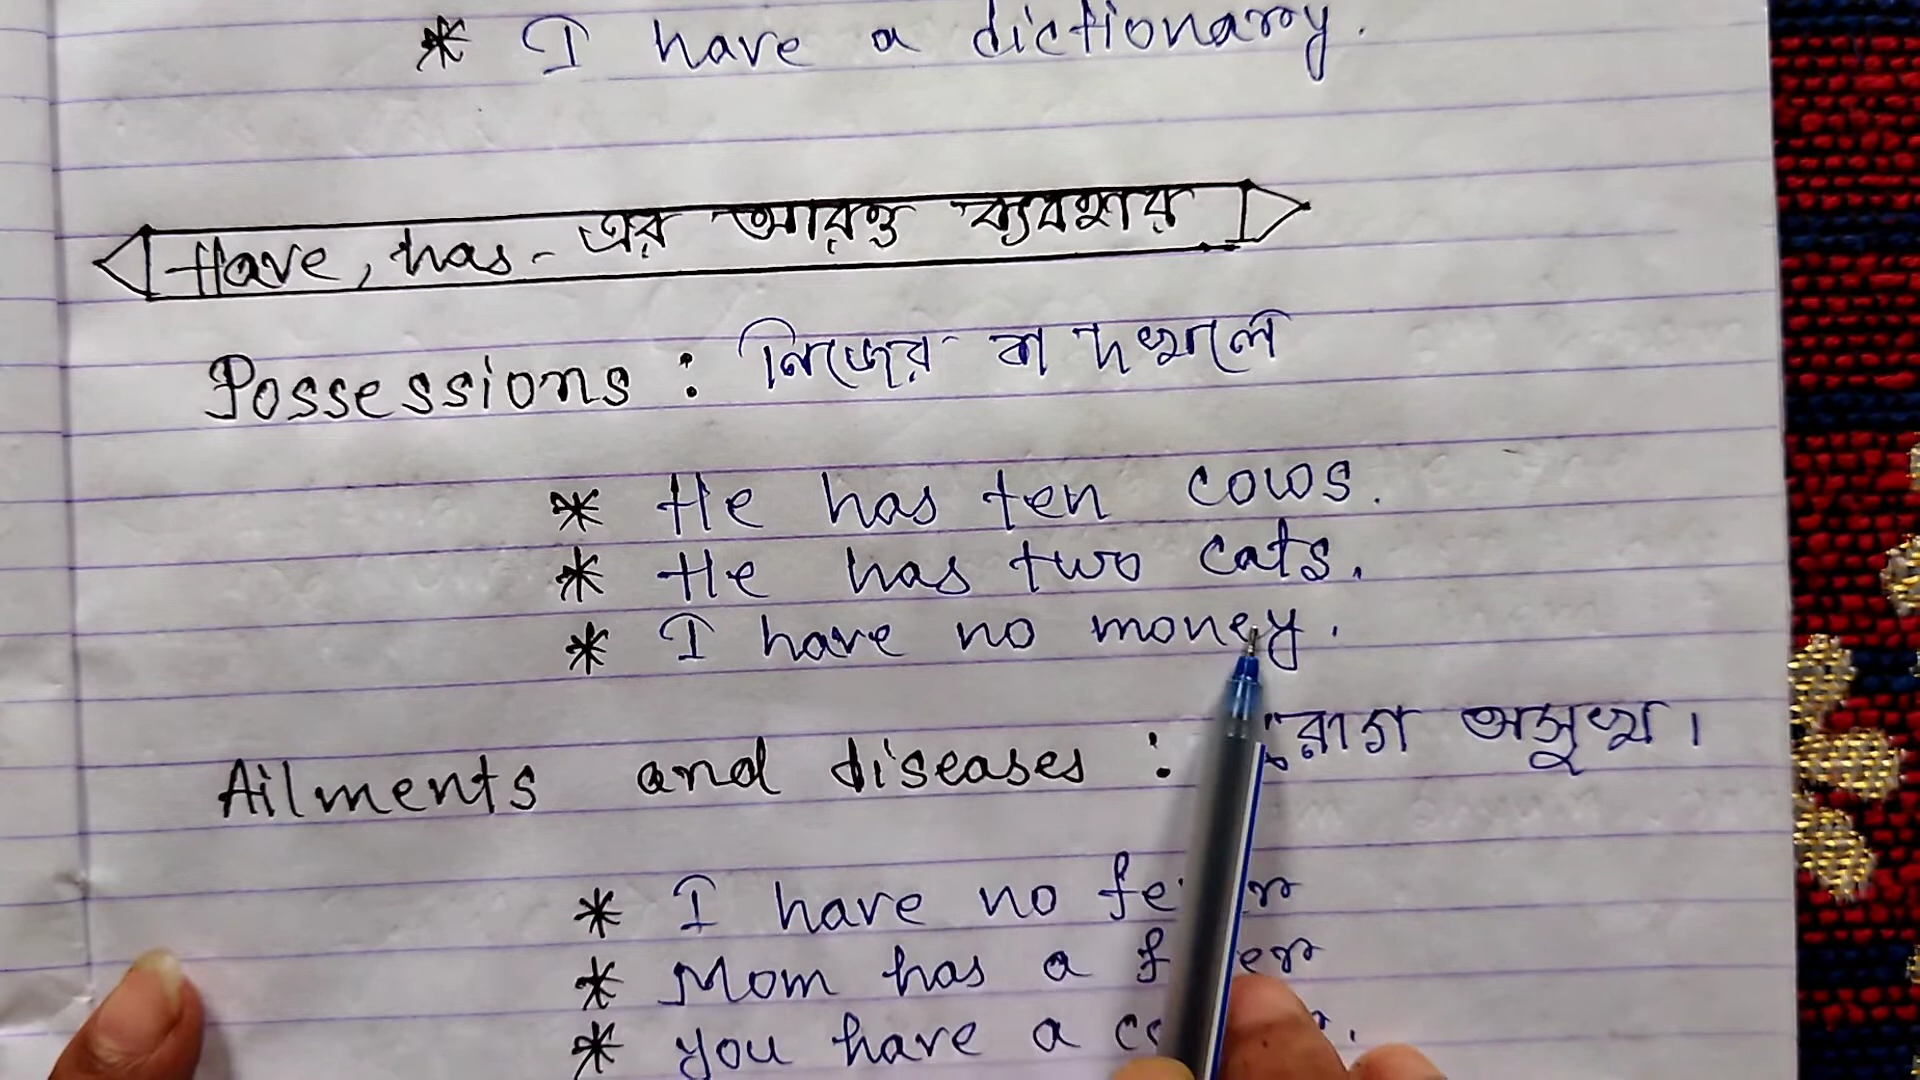 * I have a dictionary.
Have, has - এর আরও ব্যবহার
Possessions : নিজের বা দখলে
* He has ten cows.
* He has two cats.
* I have no money.
Ailments and diseases : রোগ অসুখ।
* I have no
* Mom has a
* you have a